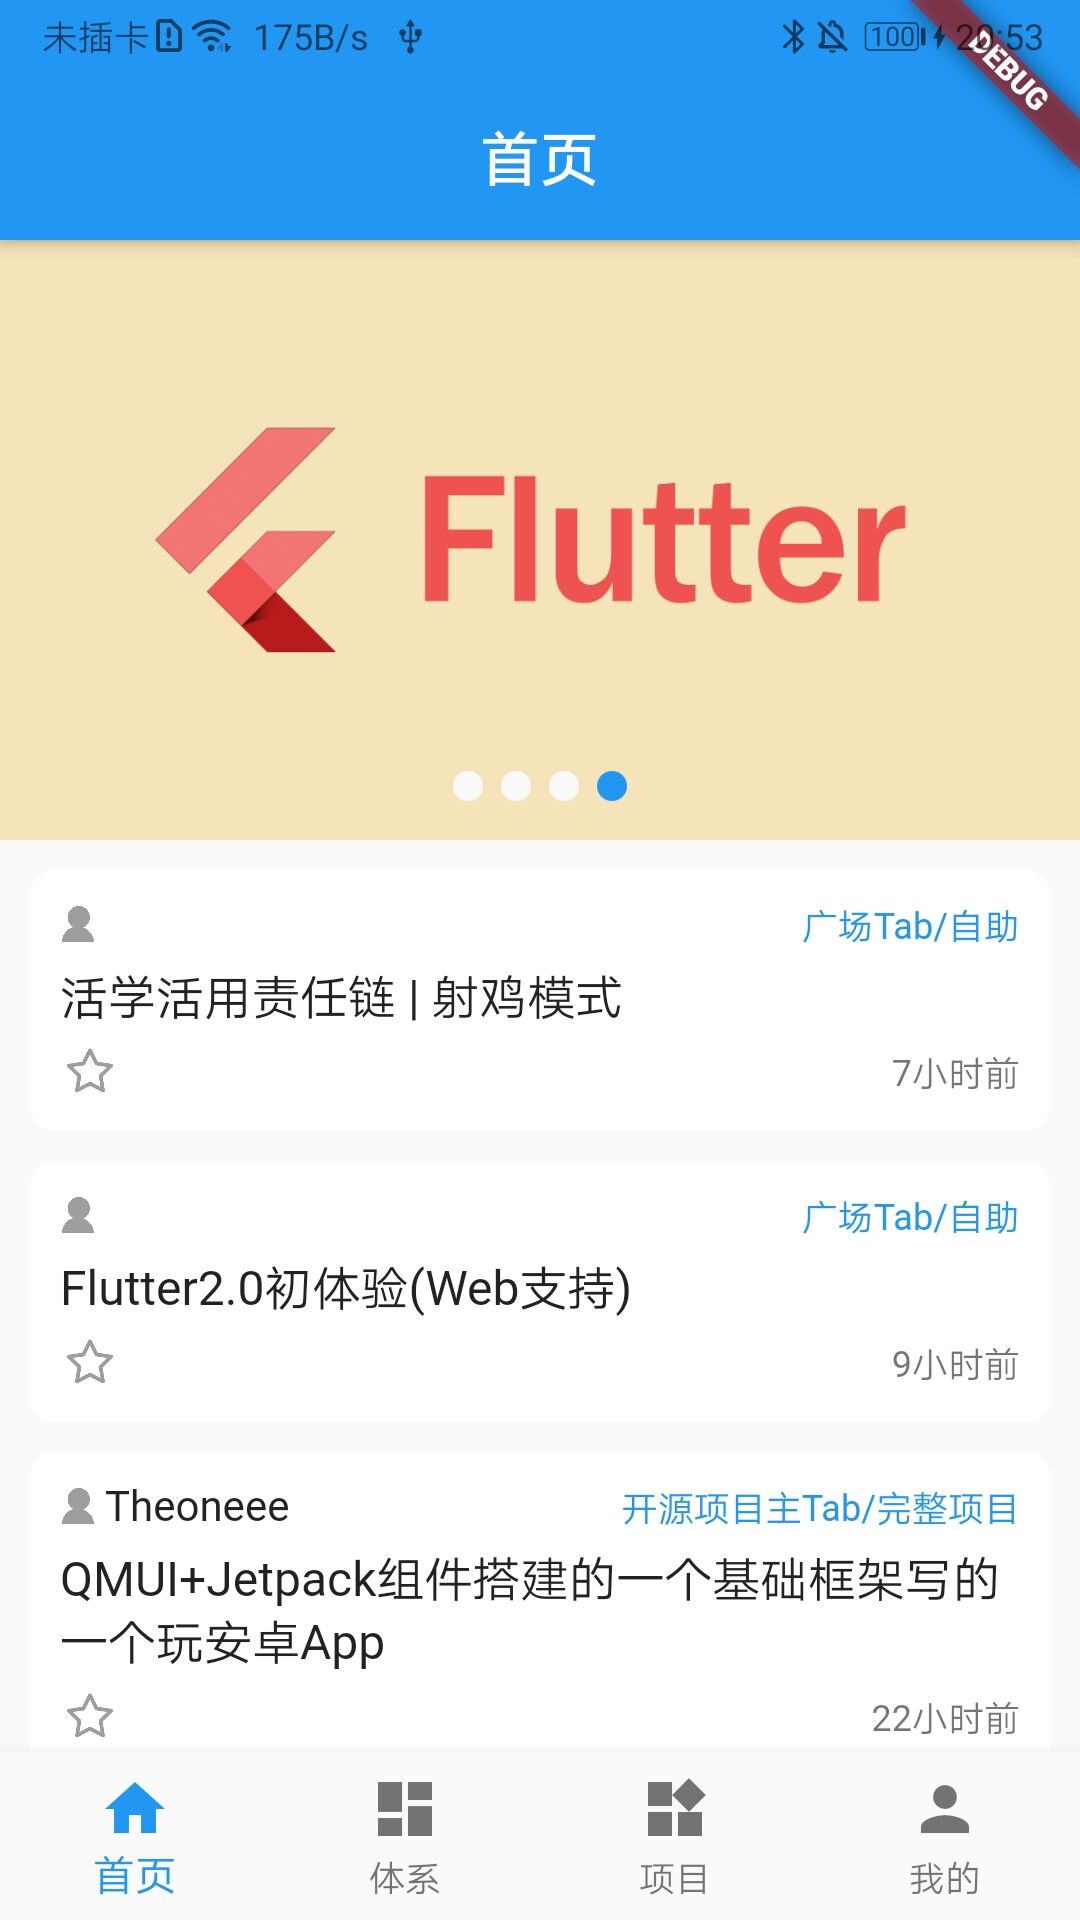 未插卡 175B/s 100 20:53
DEBUG
首页
Flutter
广场Tab/自助
活学活用责任链 | 射鸡模式
7小时前
广场Tab/自助
Flutter2.0初体验(Web支持)
9小时前
Theoneee 开源项目主Tab/完整项目
QMUI+Jetpack组件搭建的一个基础框架写的
一个玩安卓App
22小时前
首页 体系 项目 我的